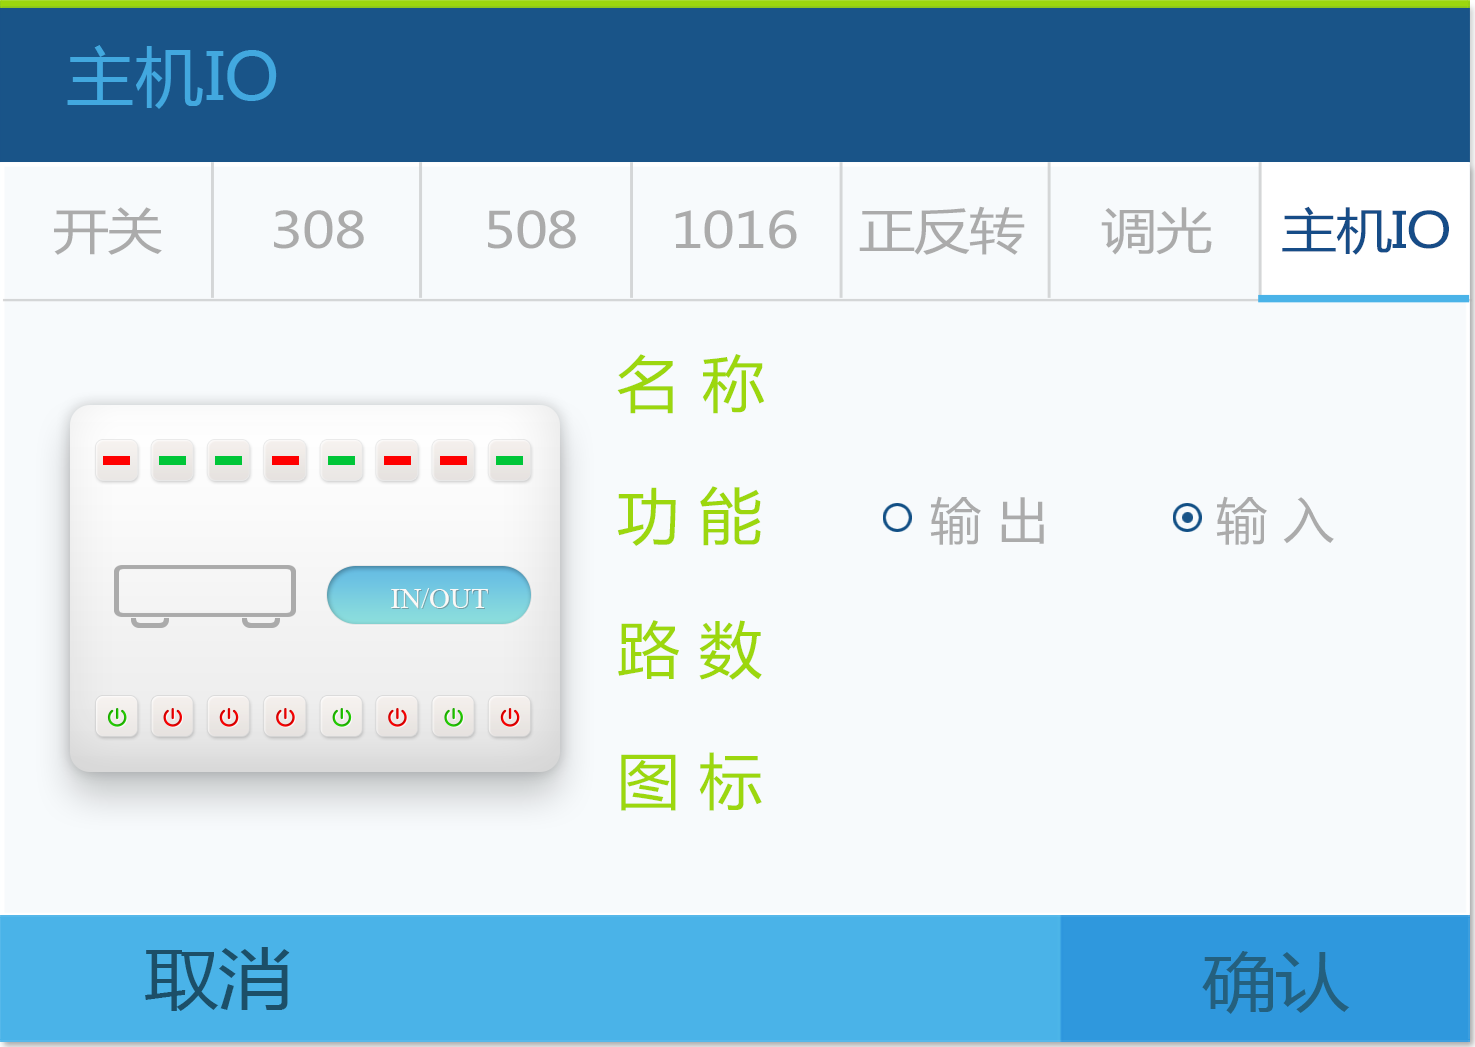 主机IO
开关 308 508 1016 正反转 调光 主机IO
名 称
功 能 输 出 输 入
IN/OUT
路 数
图 标
取消 确认